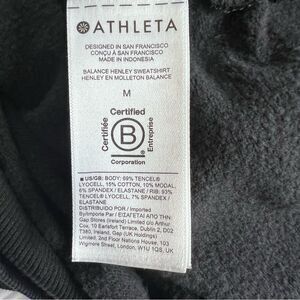 ATHLETA
DESIGNED IN SAN FRANCISCO
CONÇU À SAN FRANCISCO
MADE IN INDONESIA
BALANCE HENLEY SWEATSHIRT
HENLEY EN MOLLETON BALANCE
M
Certified
Certifiée
B
®
Entreprise
Corporation
US/GB: BODY: 69% TENCEL®
LYOCELL, 15% COTTON, 10% MODAL,
6% SPANDEX / ELASTANE / RIB: 93%
TENCEL® LYOCELL, 7% SPANDEX /
ELASTANE
DISTRIBUIDO POR / Imported
By/Importé Par / ΕΙΣΑΓΕΤΑΙ ΑΠΟ ΤΗΝ:
Gap Stores (Ireland) Limited c/o Arthur
Cox, 10 Earlsfort Terrace, Dublin 2, D02
T380, Ireland, Gap (UK Holdings)
Limited, 2nd Floor Nations House, 103
Wigmore Street, London, W1U 1QS, UK